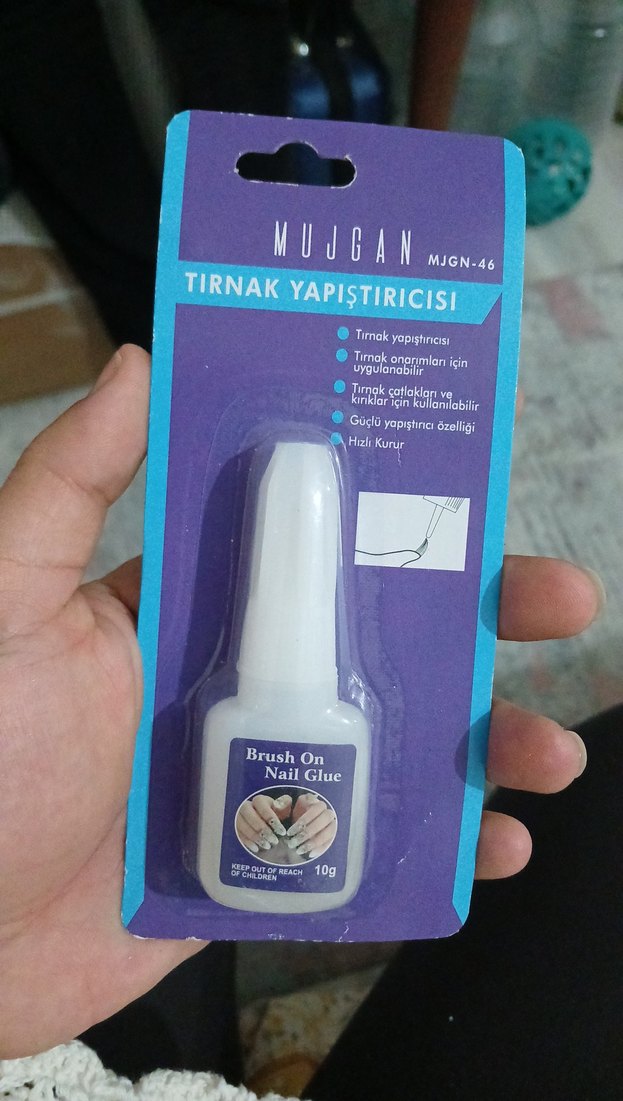 MUJGAN MJGN-46
TIRNAK YAPIŞTIRICISI
Tırnak yapıştırıcısı
Tırnak onarımları için
uygulanabilir
Tırnak çatlakları ve
kırıklar için kullanılabilir
Güçlü yapıştırıcı özelliği
Hızlı Kurur
Brush On
Nail Glue
KEEP OUT OF REACH
OF CHILDREN
10g